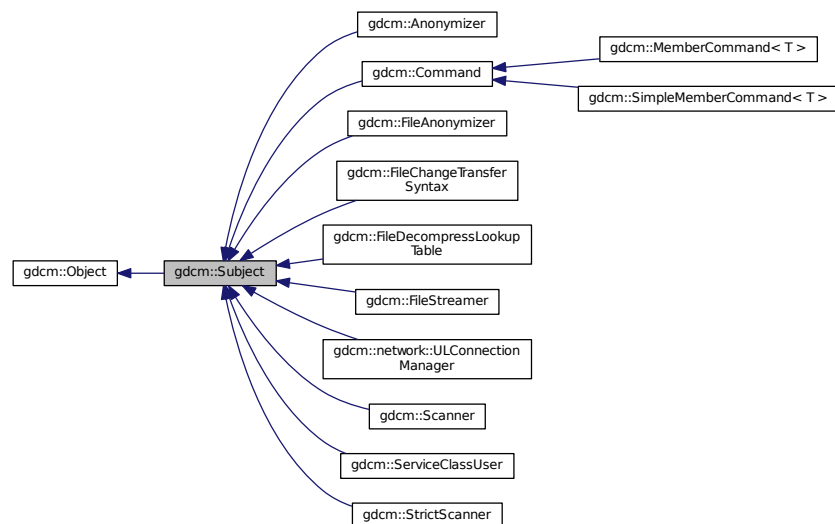 gdcm::Anonymizer
gdcm::Command
gdcm::MemberCommand< T >
gdcm::SimpleMemberCommand< T >
gdcm::FileAnonymizer
gdcm::FileChangeTransfer
Syntax
gdcm::FileDecompressLookup
Table
gdcm::Object
gdcm::Subject
gdcm::FileStreamer
gdcm::network::ULConnection
Manager
gdcm::Scanner
gdcm::ServiceClassUser
gdcm::StrictScanner